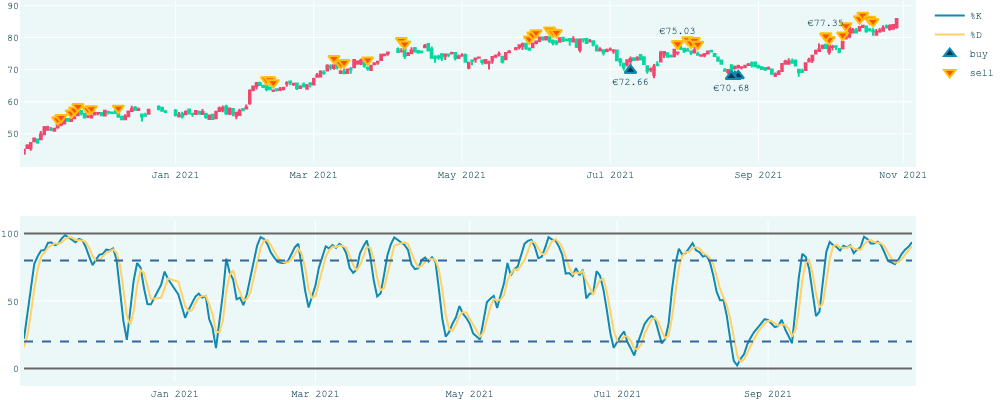 90
80
70
60
50
€75.03
€77.35
€72.66
€70.68
Jan 2021
Mar 2021
May 2021
Jul 2021
Sep 2021
Nov 2021
%K
%D
buy
sell
100
50
0
Jan 2021
Mar 2021
May 2021
Jul 2021
Sep 2021